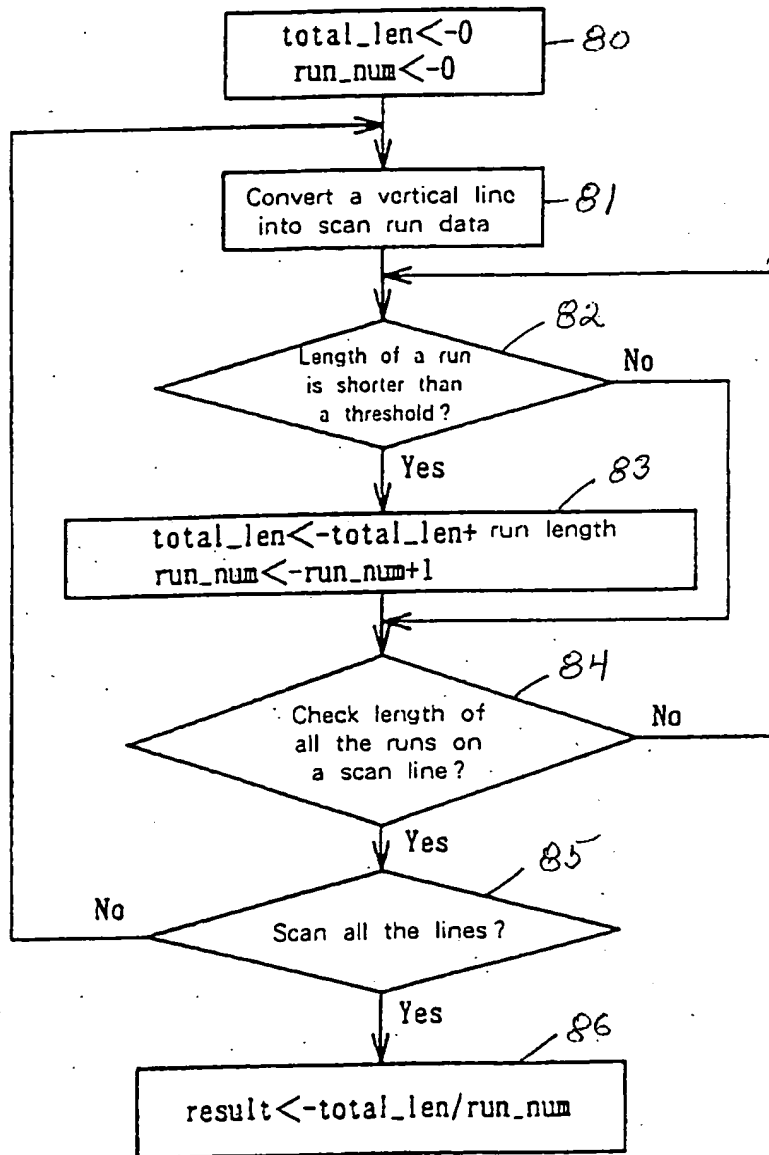 total_len<-0
run_num<-0
80
Convert a vertical line
into scan run data
81
82
Length of a run
is shorter than
a threshold?
No
Yes
83
total_len<-total_len+ run length
run_num<-run_num+1
84
Check length of
all the runs on
a scan line?
No
Yes
85
No
Scan all the lines?
Yes
86
result<-total_len/run_num